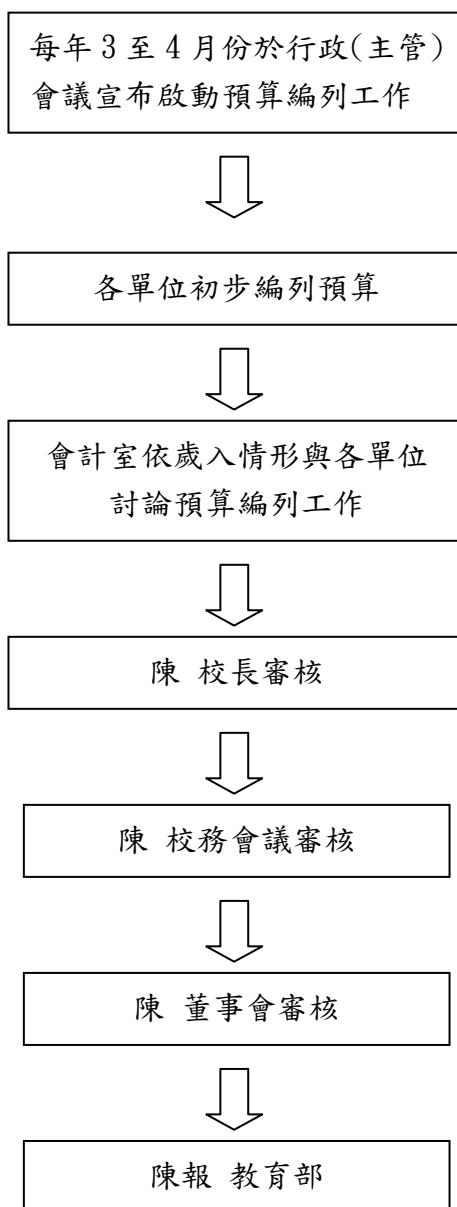 每年 3 至 4 月份於行政(主管)
會議宣布啟動預算編列工作
各單位初步編列預算
會計室依歲入情形與各單位
討論預算編列工作
陳 校長審核
陳 校務會議審核
陳 董事會審核
陳報 教育部